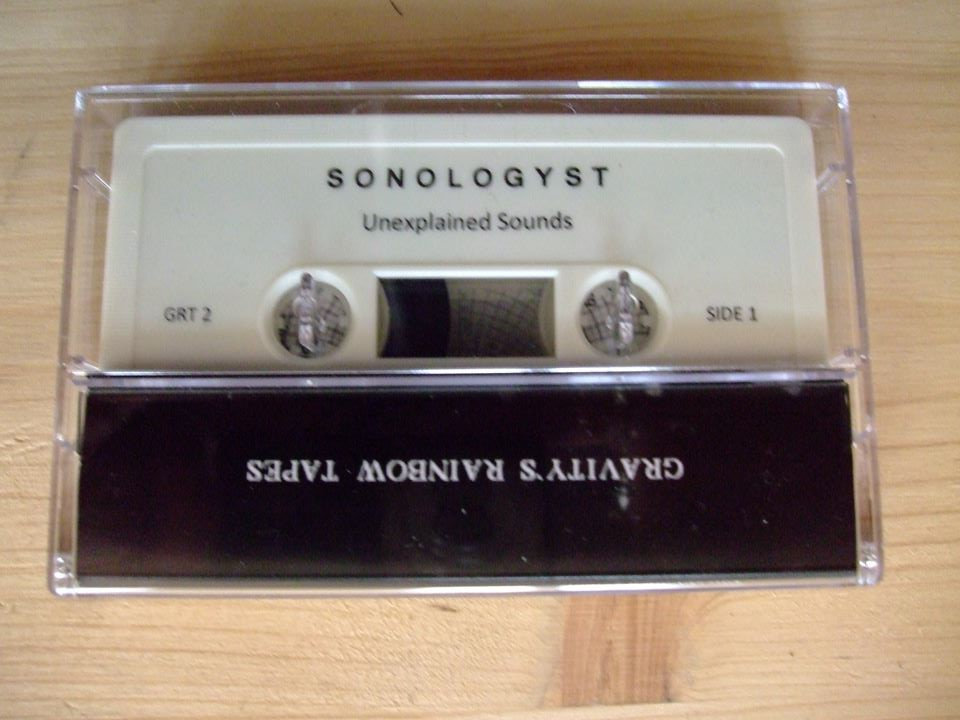 SONOLOGYST
Unexplained Sounds
GRT 2
SIDE 1
GRAVITY'S RAINBOW TAPES